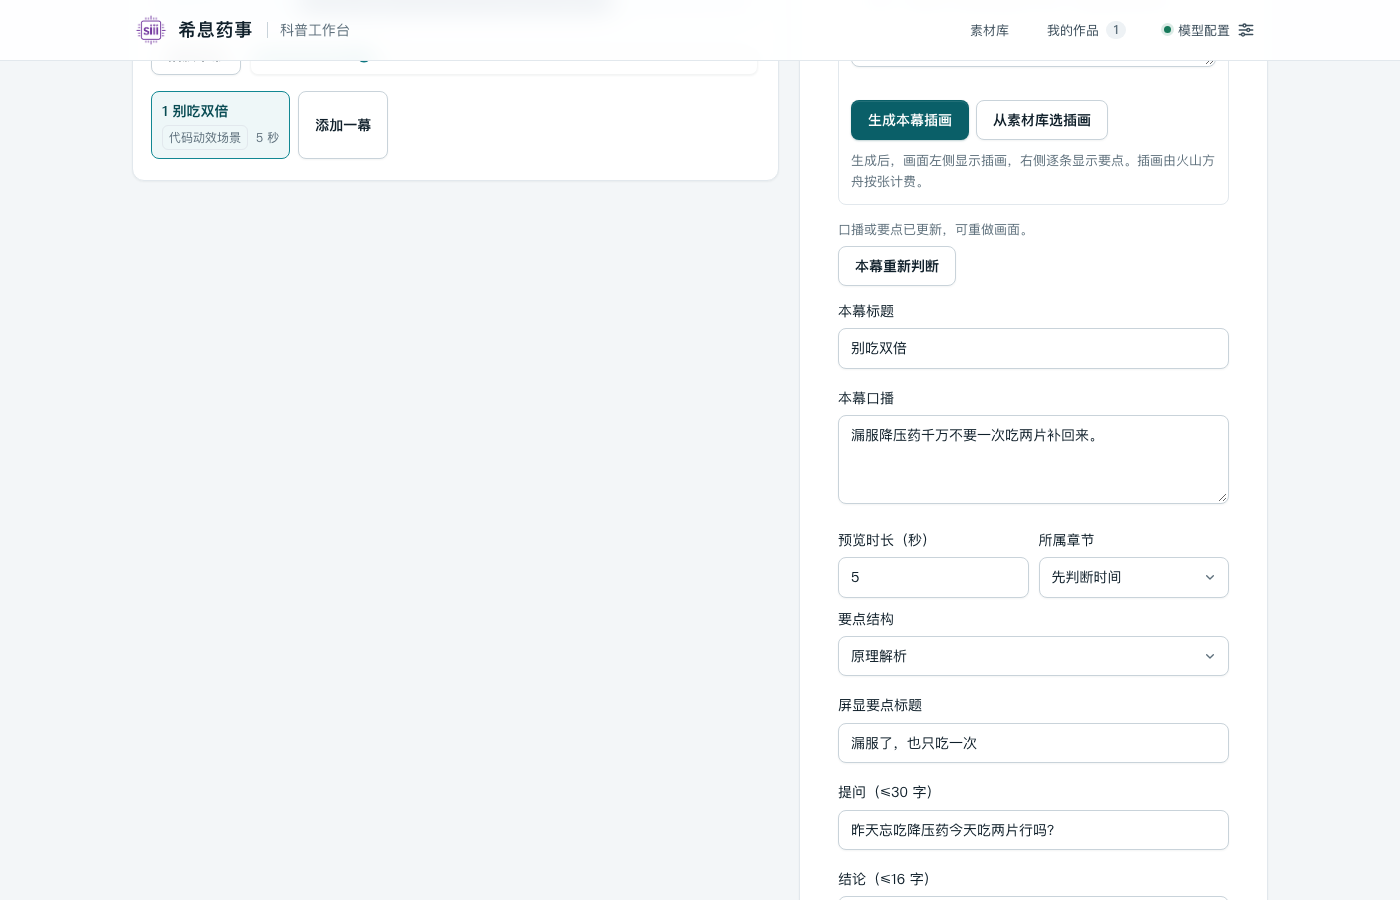 siii 希息药事
科普工作台
素材库
我的作品 1
模型配置
1 别吃双倍
代码动效场景 5 秒
添加一幕
生成本幕插画
从素材库选插画
生成后，画面左侧显示插画，右侧逐条显示要点。插画由火山方
舟按张计费。
口播或要点已更新，可重做画面。
本幕重新判断
本幕标题
别吃双倍
本幕口播
漏服降压药千万不要一次吃两片补回来。
预览时长（秒）
所属章节
5
先判断时间
要点结构
原理解析
屏显要点标题
漏服了，也只吃一次
提问（≤30 字）
昨天忘吃降压药今天吃两片行吗？
结论（≤16 字）